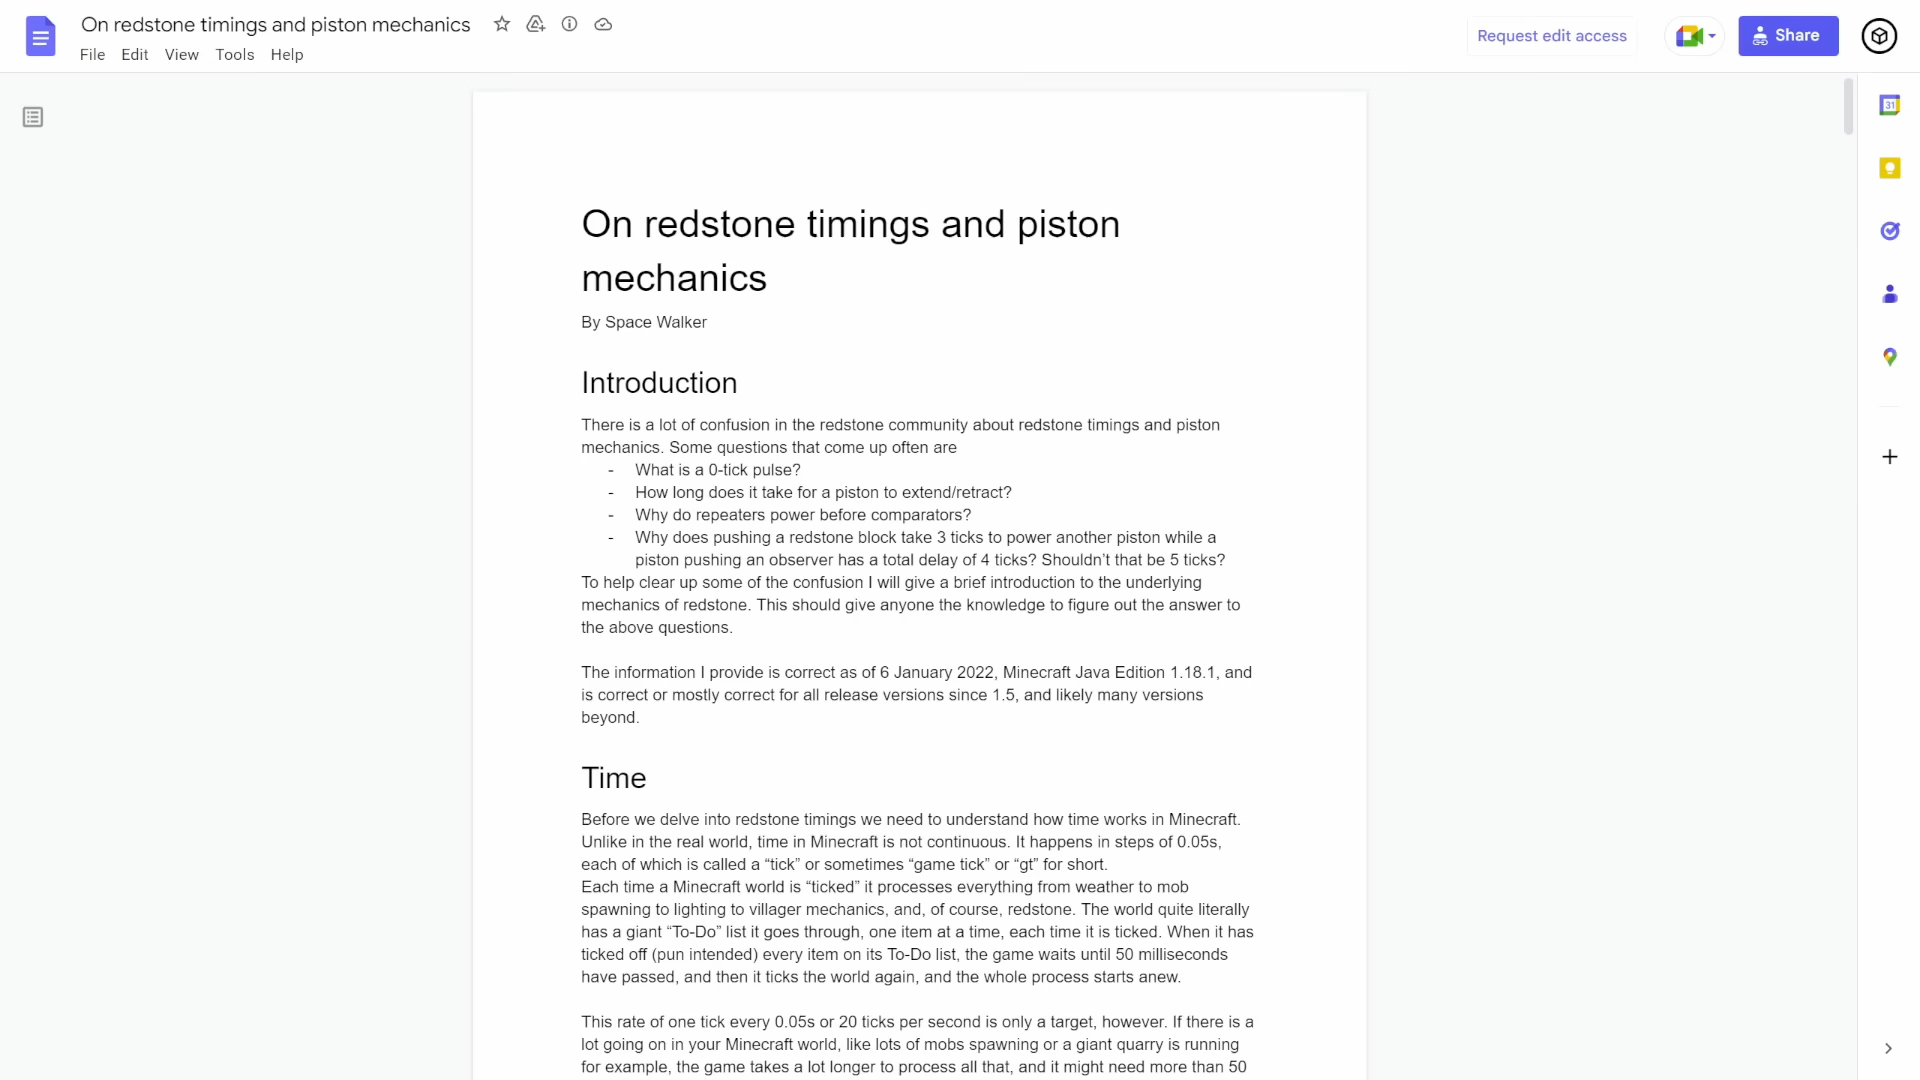 On redstone timings and piston mechanics
File Edit View Tools Help
Request edit access
Share
31
On redstone timings and piston
mechanics
By Space Walker
Introduction
There is a lot of confusion in the redstone community about redstone timings and piston
mechanics. Some questions that come up often are
- What is a 0-tick pulse?
- How long does it take for a piston to extend/retract?
- Why do repeaters power before comparators?
- Why does pushing a redstone block take 3 ticks to power another piston while a
piston pushing an observer has a total delay of 4 ticks? Shouldn’t that be 5 ticks?
To help clear up some of the confusion I will give a brief introduction to the underlying
mechanics of redstone. This should give anyone the knowledge to figure out the answer to
the above questions.
The information I provide is correct as of 6 January 2022, Minecraft Java Edition 1.18.1, and
is correct or mostly correct for all release versions since 1.5, and likely many versions
beyond.
Time
Before we delve into redstone timings we need to understand how time works in Minecraft.
Unlike in the real world, time in Minecraft is not continuous. It happens in steps of 0.05s,
each of which is called a “tick” or sometimes “game tick” or “gt” for short.
Each time a Minecraft world is “ticked” it processes everything from weather to mob
spawning to lighting to villager mechanics, and, of course, redstone. The world quite literally
has a giant “To-Do” list it goes through, one item at a time, each time it is ticked. When it has
ticked off (pun intended) every item on its To-Do list, the game waits until 50 milliseconds
have passed, and then it ticks the world again, and the whole process starts anew.
This rate of one tick every 0.05s or 20 ticks per second is only a target, however. If there is a
lot going on in your Minecraft world, like lots of mobs spawning or a giant quarry is running
for example, the game takes a lot longer to process all that, and it might need more than 50